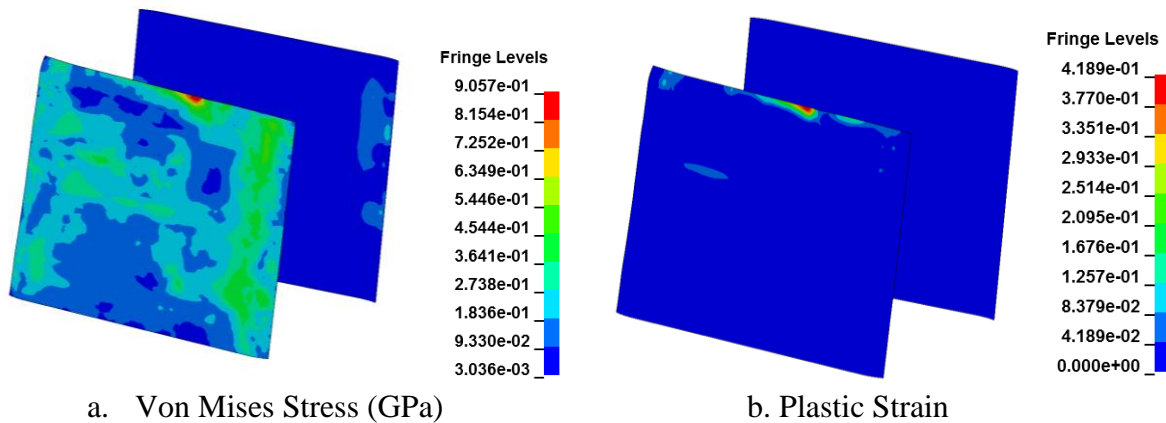 Fringe Levels
9.057e-01
8.154e-01
7.252e-01
6.349e-01
5.446e-01
4.544e-01
3.641e-01
2.738e-01
1.836e-01
9.330e-02
3.036e-03
a. Von Mises Stress (GPa)
Fringe Levels
4.189e-01
3.770e-01
3.351e-01
2.933e-01
2.514e-01
2.095e-01
1.676e-01
1.257e-01
8.379e-02
4.189e-02
0.000e+00
b. Plastic Strain